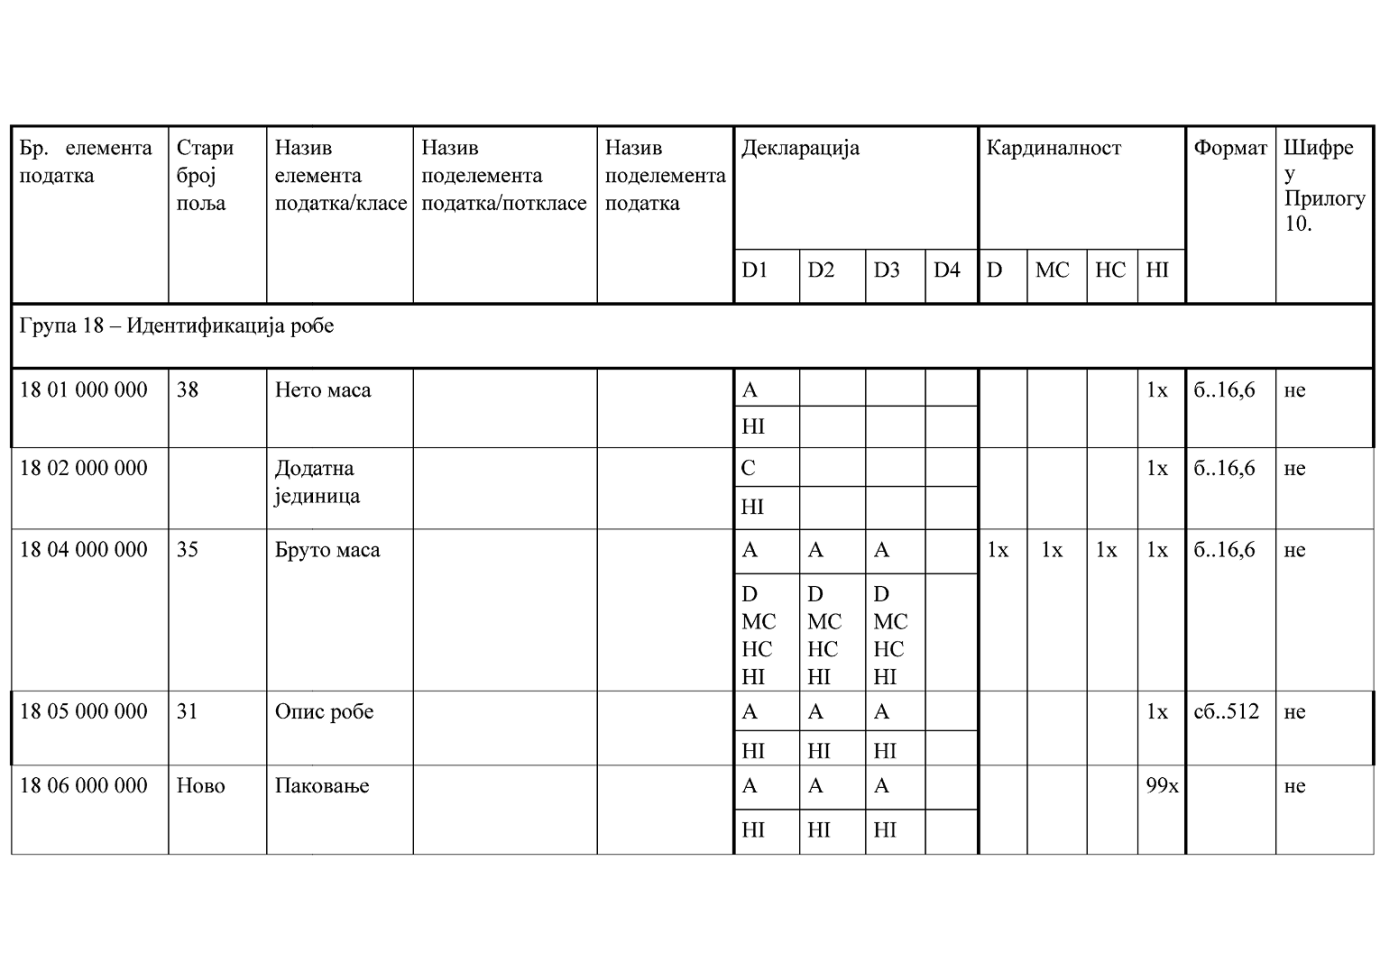 Бр. елемента податка
Стари број поља
Назив елемента податка/класе
Назив поделемента податка/поткласе
Назив поделемента податка
Декларација
Кардиналност
Формат
Шифре у Прилогу 10.
D1 D2 D3 D4 D MC HC HI
Група 18 – Идентификација робе
18 01 000 000 38 Нето маса A 1x б..16,6 не
HI
18 02 000 000 Додатна C 1x б..16,6 не
јединица
HI
18 04 000 000 35 Бруто маса A A A 1x 1x 1x 1x б..16,6 не
D D D
MC MC MC
HC HC HC
HI HI HI
18 05 000 000 31 Опис робе A A A 1x сб..512 не
HI HI HI
18 06 000 000 Ново Паковање A A A 99x не
HI HI HI